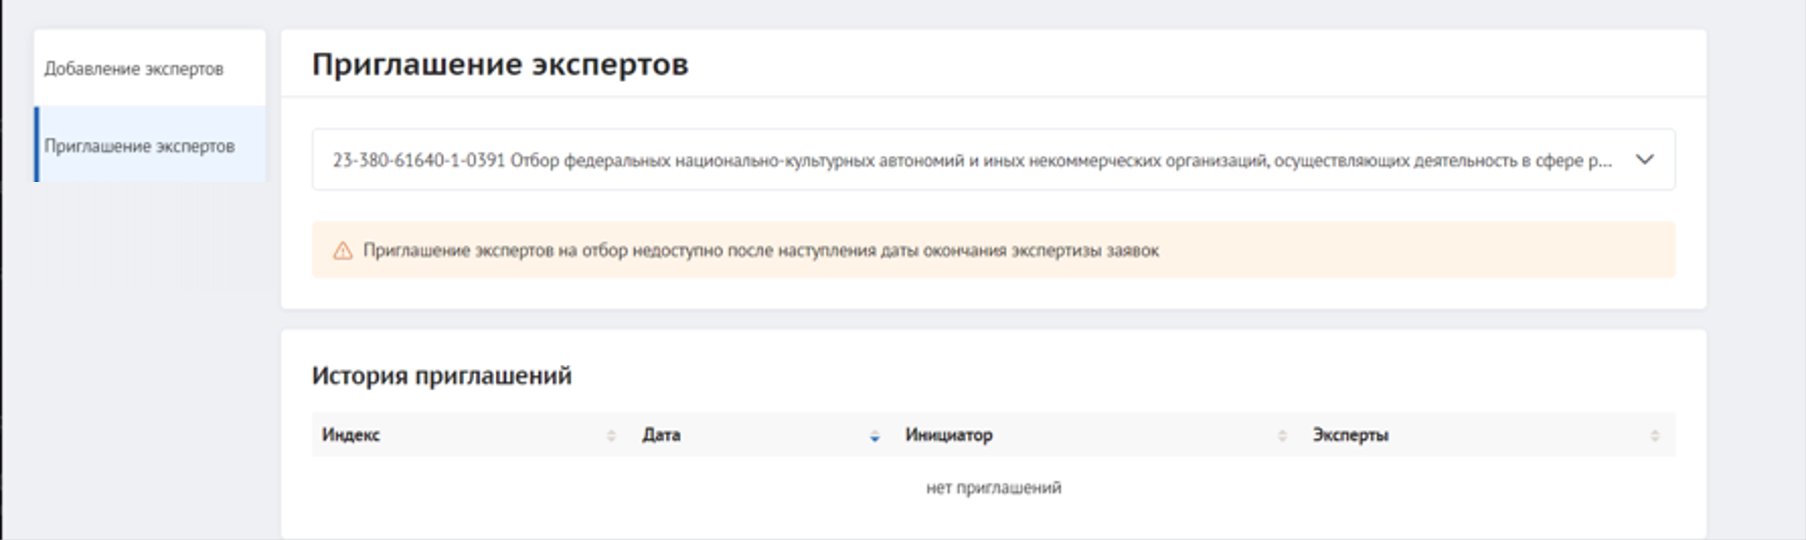 Добавление экспертов
Приглашение экспертов
Приглашение экспертов
23-380-61640-1-0391 Отбор федеральных национально-культурных автономий и иных некоммерческих организаций, осуществляющих деятельность в сфере р...
Приглашение экспертов на отбор недоступно после наступления даты окончания экспертизы заявок
История приглашений
Индекс Дата Инициатор Эксперты
нет приглашений